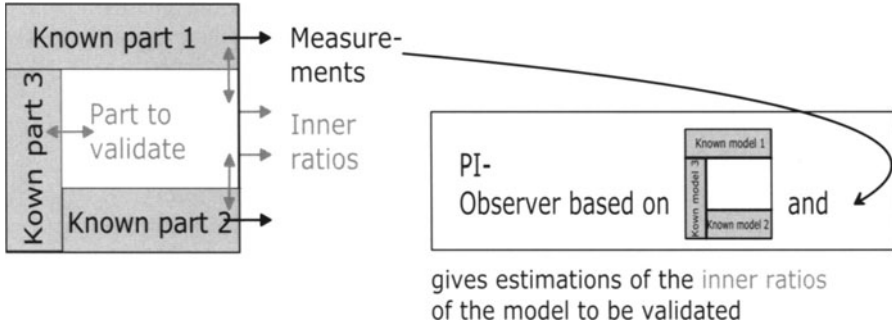 Known part 1
Measure-
ments
Kown part 3
Part to
validate
Inner
ratios
Known part 2
PI-
Observer based on
Known model 1
Kown model 3
Known model 2
and
gives estimations of the inner ratios
of the model to be validated